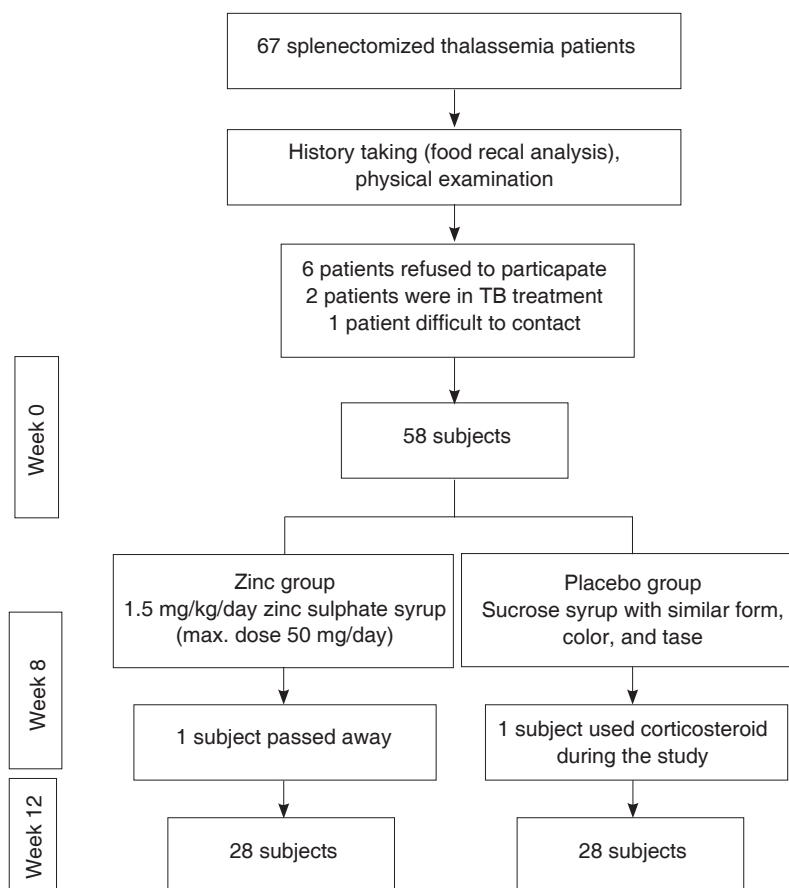 67 splenectomized thalassemia patients
History taking (food recal analysis),
physical examination
6 patients refused to particapate
2 patients were in TB treatment
1 patient difficult to contact
Week 0
58 subjects
Zinc group
1.5 mg/kg/day zinc sulphate syrup
(max. dose 50 mg/day)
Placebo group
Sucrose syrup with similar form,
color, and tase
Week 8
1 subject passed away
1 subject used corticosteroid
during the study
Week 12
28 subjects
28 subjects